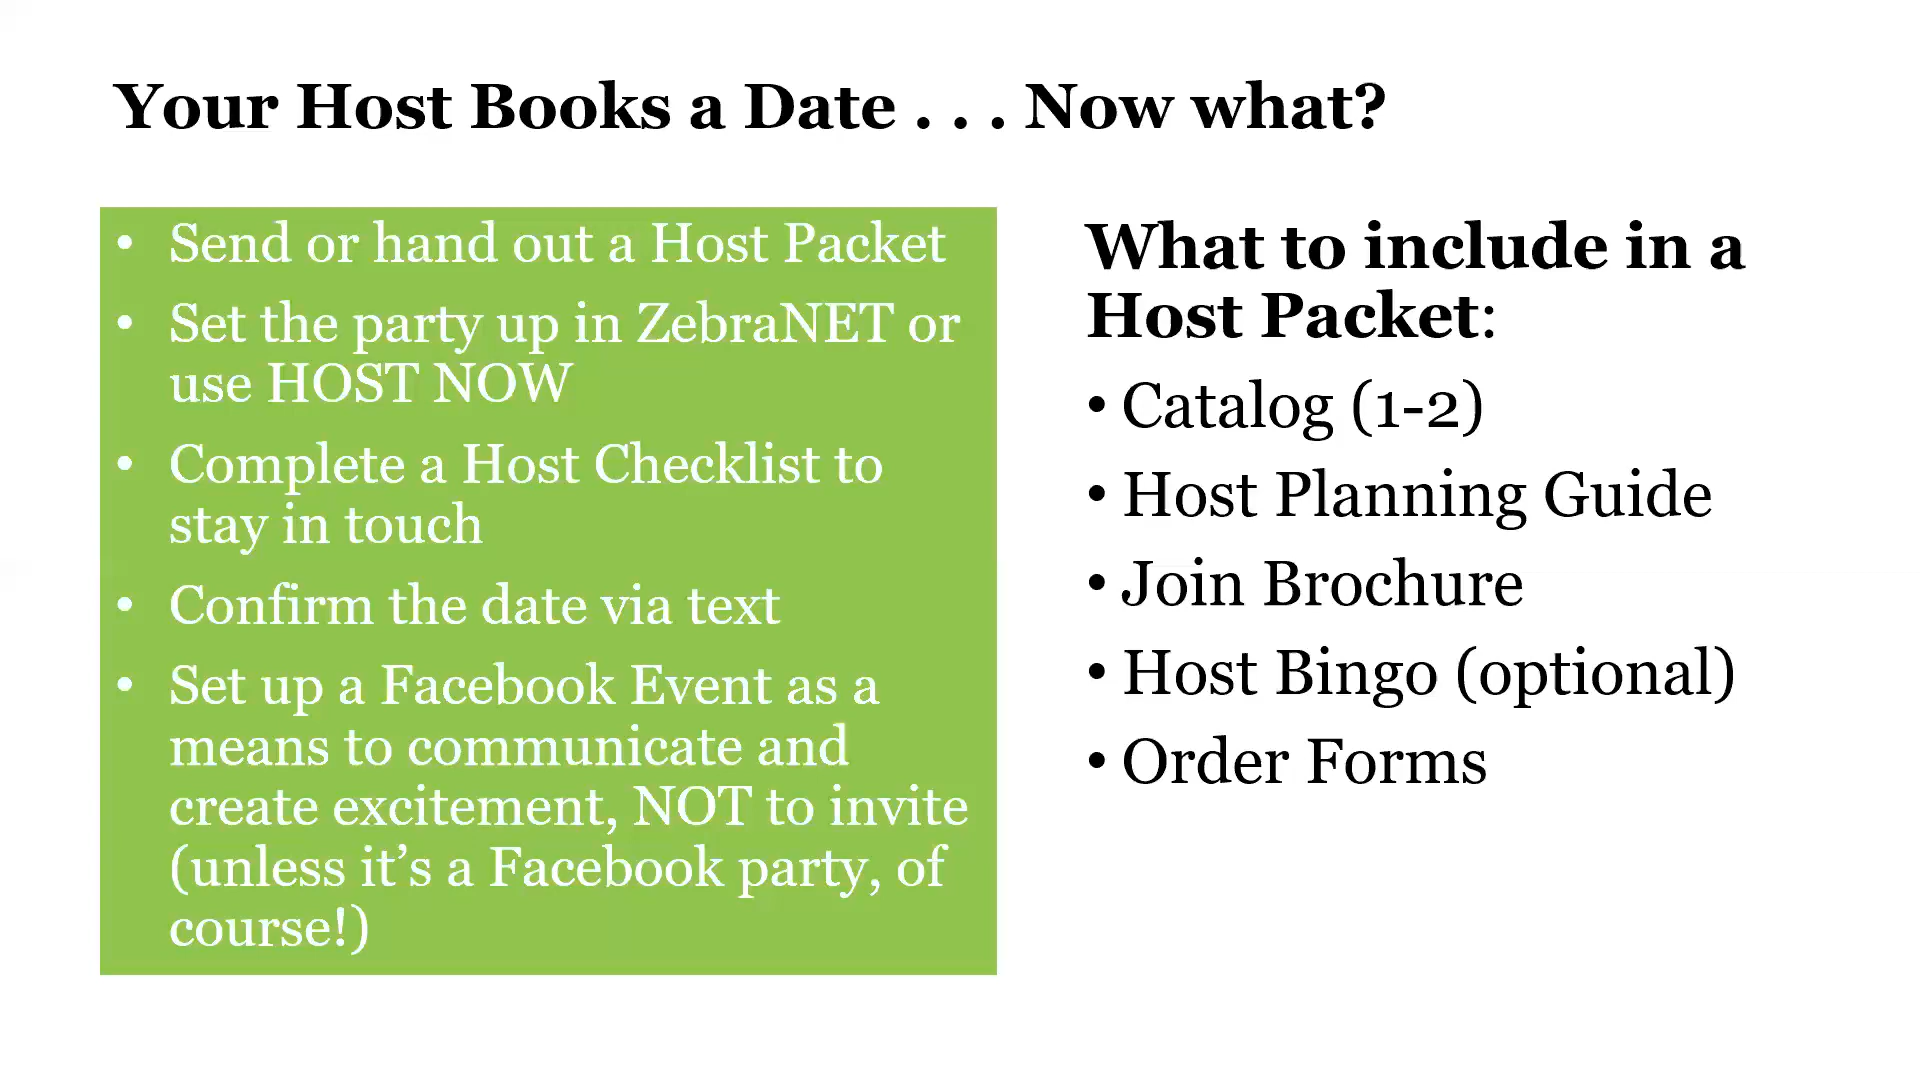 Your Host Books a Date . . . Now what?
• Send or hand out a Host Packet
• Set the party up in ZebraNET or
use HOST NOW
• Complete a Host Checklist to
stay in touch
• Confirm the date via text
• Set up a Facebook Event as a
means to communicate and
create excitement, NOT to invite
(unless it’s a Facebook party, of
course!)
What to include in a
Host Packet:
• Catalog (1-2)
• Host Planning Guide
• Join Brochure
• Host Bingo (optional)
• Order Forms